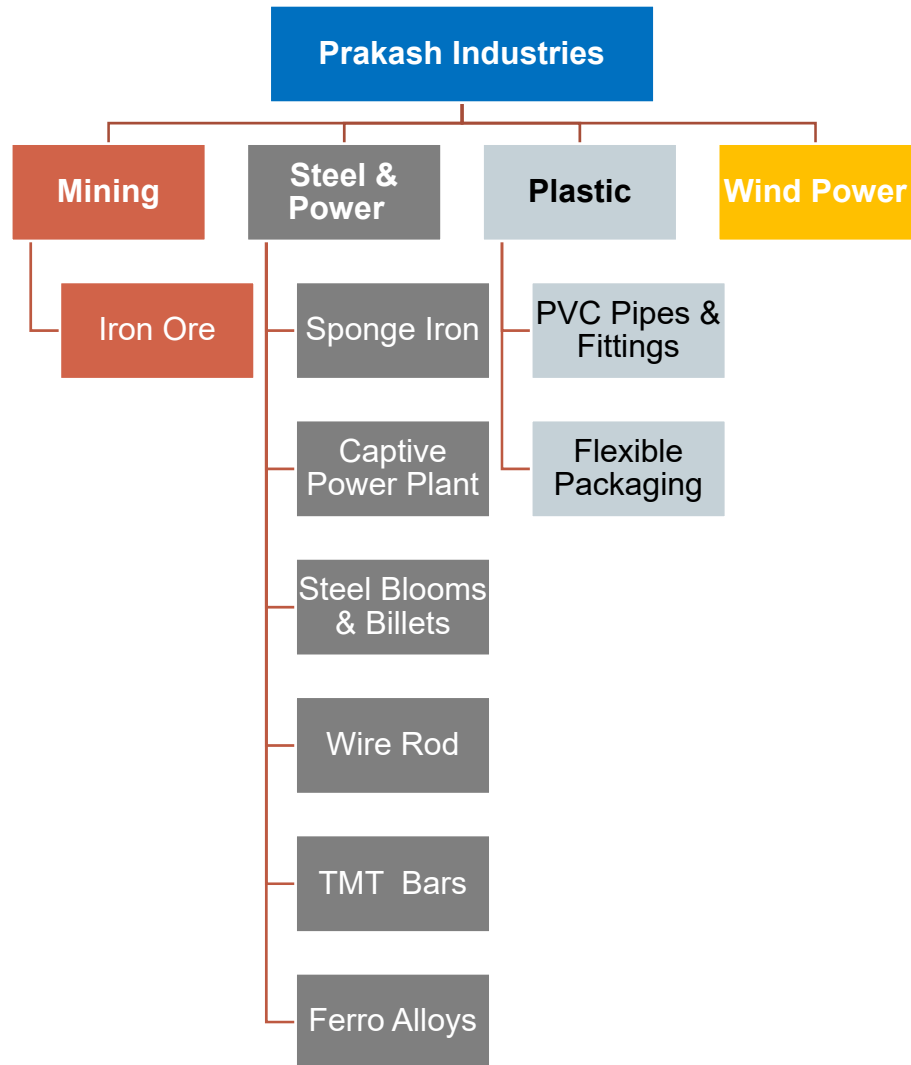 Prakash Industries
Mining
Steel &
Power
Plastic
Wind Power
Iron Ore
Sponge Iron
Captive
Power Plant
Steel Blooms
& Billets
Wire Rod
TMT  Bars
Ferro Alloys
PVC Pipes &
Fittings
Flexible
Packaging